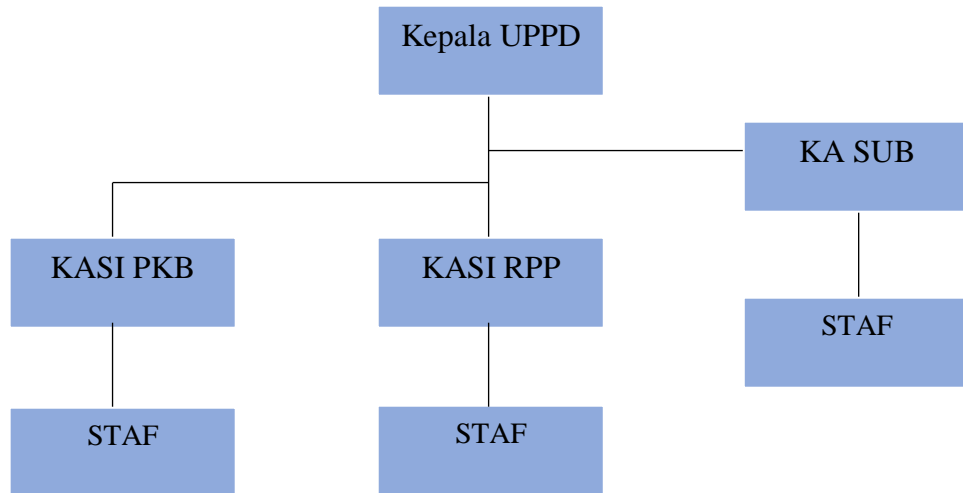 Kepala UPPD
KA SUB
KASI PKB
KASI RPP
STAF
STAF
STAF